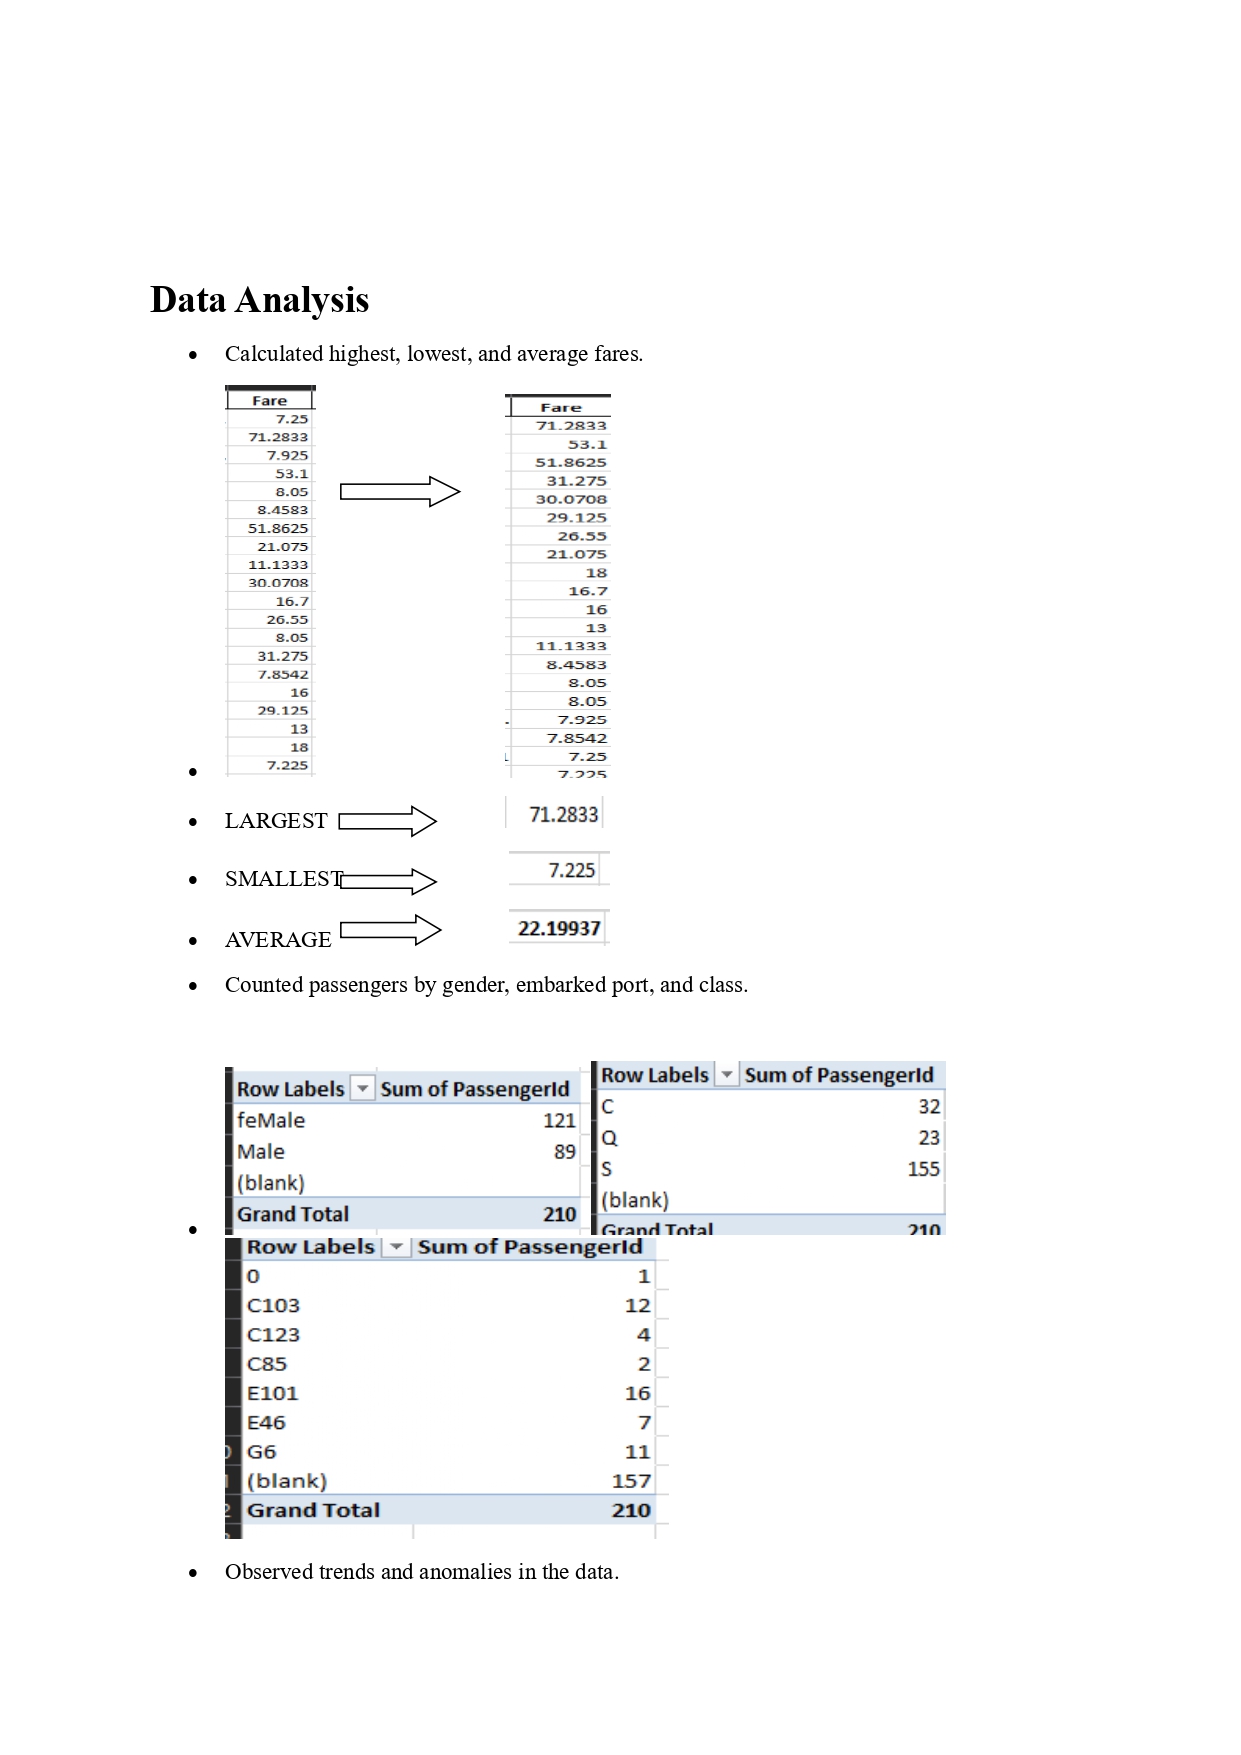 Data Analysis
• Calculated highest, lowest, and average fares.
Fare
7.25
71.2833
7.925
53.1
8.05
8.4583
51.8625
21.075
11.1333
30.0708
16.7
26.55
8.05
31.275
7.8542
16
29.125
13
18
7.225
Fare
71.2833
53.1
51.8625
31.275
30.0708
29.125
26.55
21.075
18
16.7
16
13
11.1333
8.4583
8.05
8.05
7.925
7.8542
7.25
7.225
•
• LARGEST 71.2833
• SMALLEST 7.225
• AVERAGE 22.19937
• Counted passengers by gender, embarked port, and class.
Row Labels Sum of PassengerId
feMale 121
Male 89
(blank)
Grand Total 210
Row Labels Sum of PassengerId
C 32
Q 23
S 155
(blank)
Grand Total 210
•
Row Labels Sum of PassengerId
0 1
C103 12
C123 4
C85 2
E101 16
E46 7
G6 11
(blank) 157
Grand Total 210
• Observed trends and anomalies in the data.